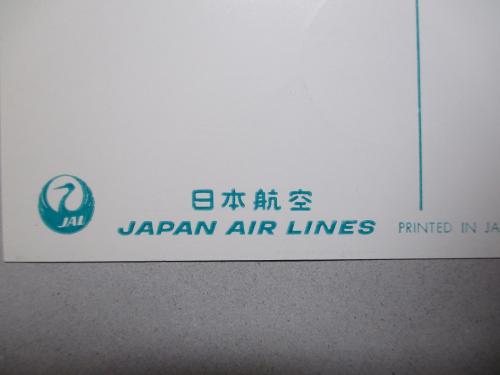 日本航空
JAL JAPAN AIR LINES PRINTED IN JA